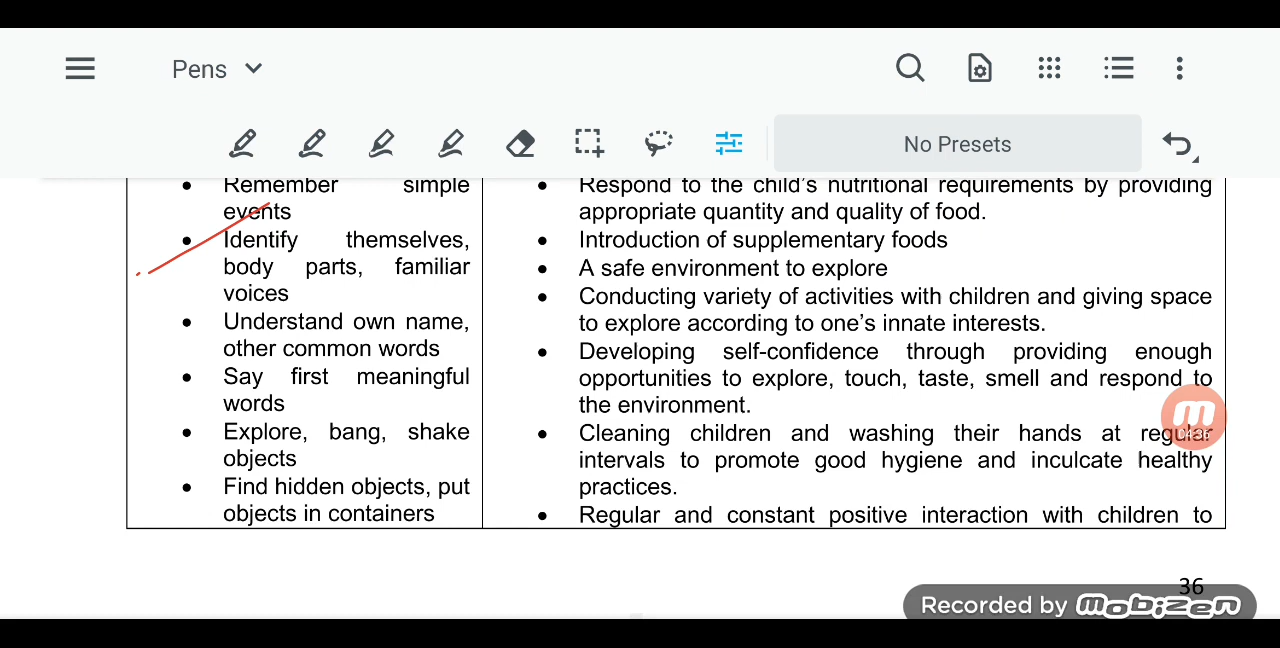 Pens
No Presets
Remember simple
events
Identify themselves,
body parts, familiar
voices
Understand own name,
other common words
Say first meaningful
words
Explore, bang, shake
objects
Find hidden objects, put
objects in containers
Respond to the child's nutritional requirements by providing
appropriate quantity and quality of food.
Introduction of supplementary foods
A safe environment to explore
Conducting variety of activities with children and giving space
to explore according to one's innate interests.
Developing self-confidence through providing enough
opportunities to explore, touch, taste, smell and respond to
the environment.
Cleaning children and washing their hands at regular
intervals to promote good hygiene and inculcate healthy
practices.
Regular and constant positive interaction with children to
04:36
36
Recorded by Mobizen